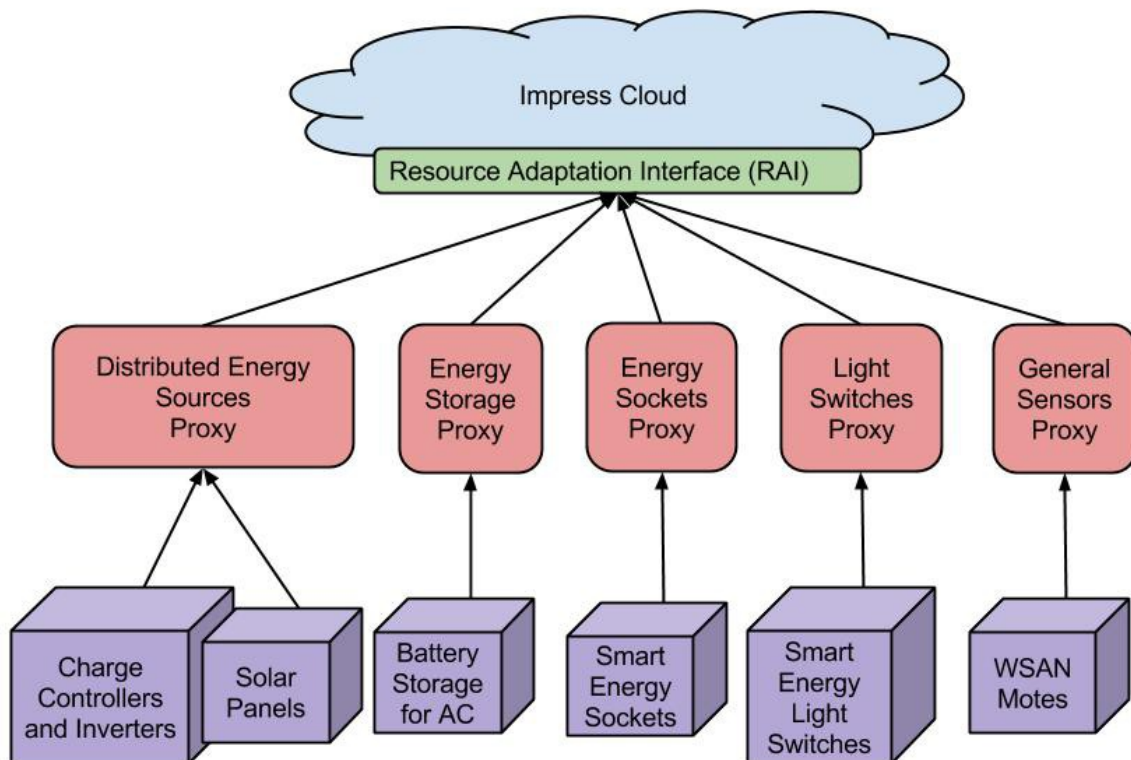 Impress Cloud
Resource Adaptation Interface (RAI)
Distributed Energy
Sources
Proxy
Energy
Storage
Proxy
Energy
Sockets
Proxy
Light
Switches
Proxy
General
Sensors
Proxy
Charge
Controllers
and Inverters
Solar
Panels
Battery
Storage
for AC
Smart
Energy
Sockets
Smart
Energy
Light
Switches
WSAN
Motes